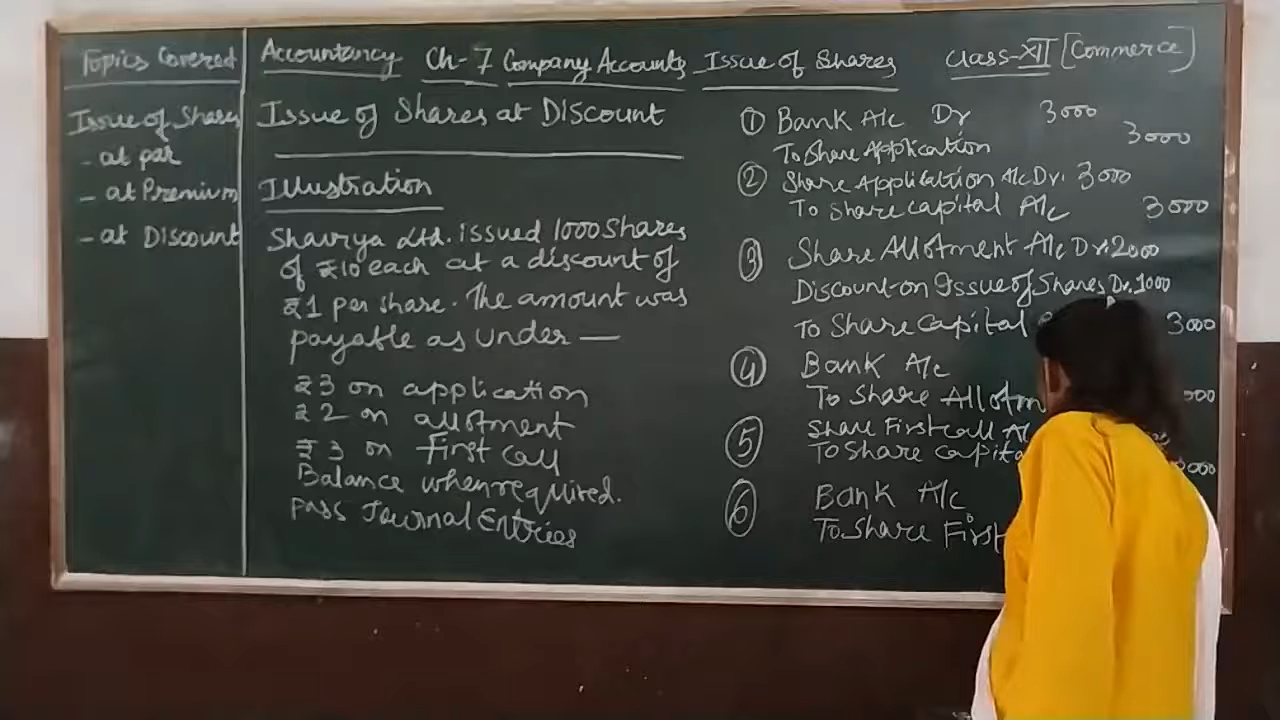 Topics Covered
Issue of Shares
- at par
- at Premium
- at Discount
Accountancy Ch-7 Company Accounts Issue of Shares Class-XII [Commerce]
Issue of Shares at DISCOUNT
Illustration
Shaurya Ltd. issued 1000 Shares
of ₹10 each at a discount of
₹1 per share. The amount was
payable as under —
₹3 on application
₹2 on allotment
₹3 on First Call
Balance when required.
Pass Journal Entries
① Bank A/c Dr 3000
To Share Application 3000
② Share Application A/c Dr. 3000
To Share capital A/c 3000
③ Share Allotment A/c Dr. 2000
Discount on Issue of Shares Dr. 1000
To Share Capital 3000
④ Bank A/c
To Share Allotm 000
⑤ Share First call A/c
To Share capita 000
⑥ Bank A/c
To Share First